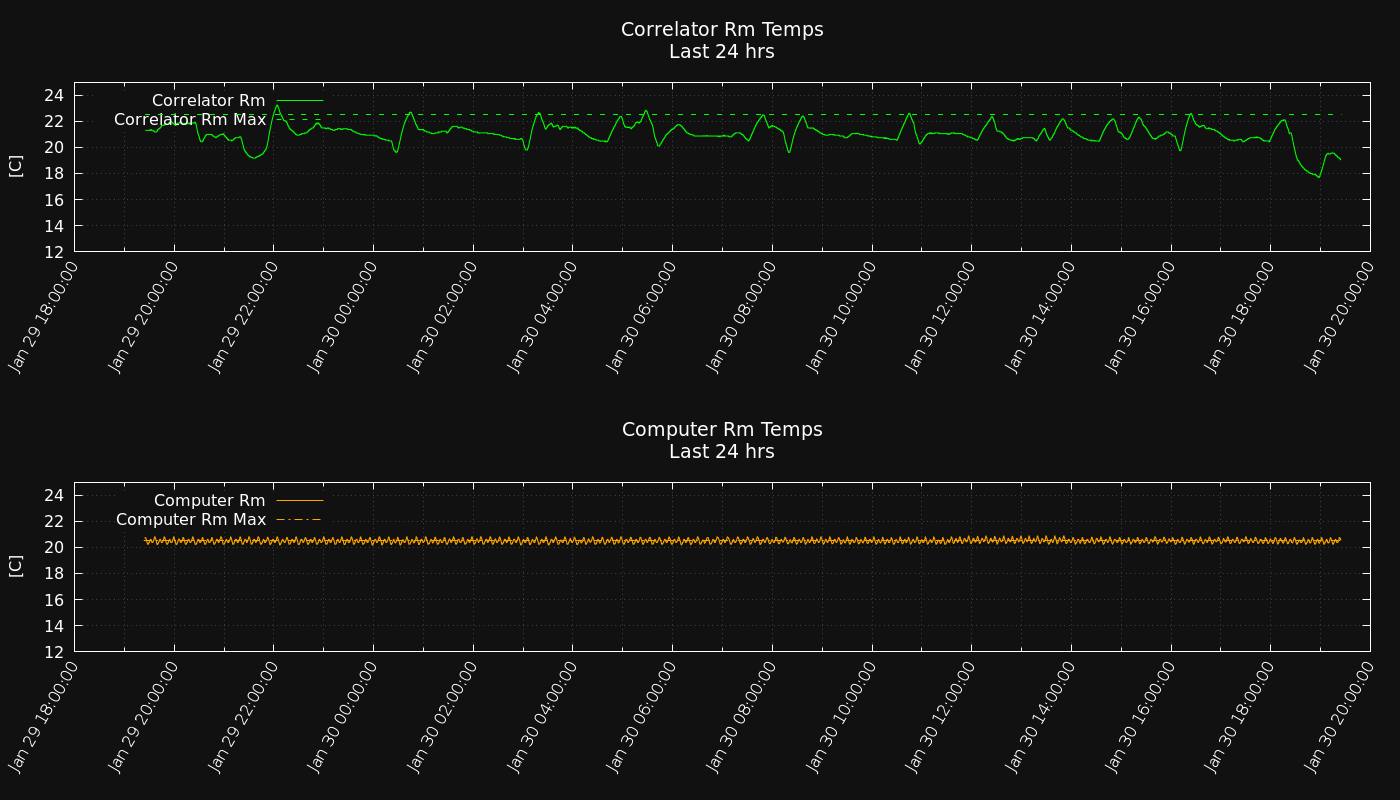 Correlator Rm Temps
Last 24 hrs
Correlator Rm
Correlator Rm Max
[C]
24
22
20
18
16
14
12
Jan 29 18:00:00
Jan 29 20:00:00
Jan 29 22:00:00
Jan 30 00:00:00
Jan 30 02:00:00
Jan 30 04:00:00
Jan 30 06:00:00
Jan 30 08:00:00
Jan 30 10:00:00
Jan 30 12:00:00
Jan 30 14:00:00
Jan 30 16:00:00
Jan 30 18:00:00
Jan 30 20:00:00
Computer Rm Temps
Last 24 hrs
Computer Rm
Computer Rm Max
[C]
24
22
20
18
16
14
12
Jan 29 18:00:00
Jan 29 20:00:00
Jan 29 22:00:00
Jan 30 00:00:00
Jan 30 02:00:00
Jan 30 04:00:00
Jan 30 06:00:00
Jan 30 08:00:00
Jan 30 10:00:00
Jan 30 12:00:00
Jan 30 14:00:00
Jan 30 16:00:00
Jan 30 18:00:00
Jan 30 20:00:00